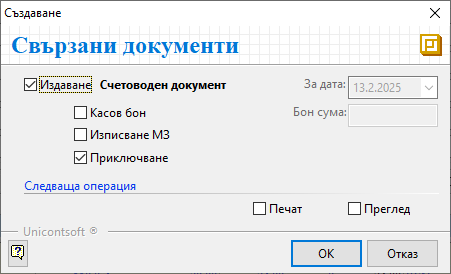 Създаване
Свързани документи
Издаване Счетоводен документ За дата: 13.2.2025
Касов бон Бон сума:
Изписване МЗ
Приключване
Следваща операция
Печат Преглед
Unicontsoft ®
? OK Отказ